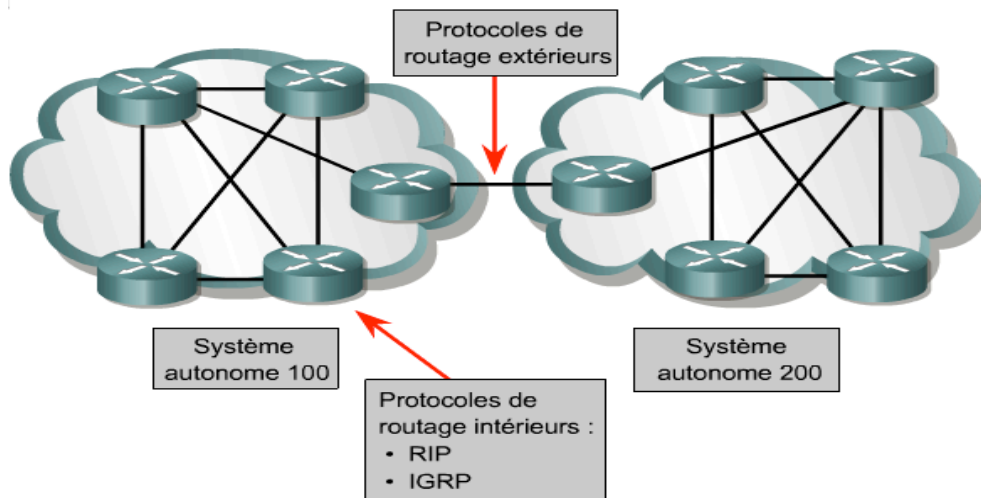 Protocoles de
routage extérieurs
Système
autonome 100
Système
autonome 200
Protocoles de
routage intérieurs :
• RIP
• IGRP